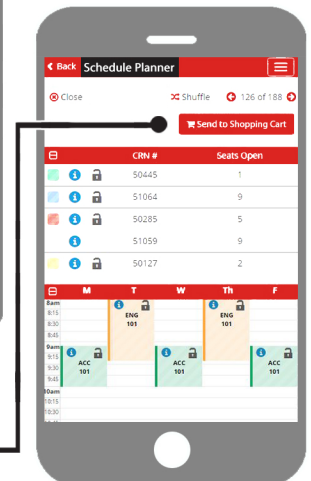 Back Schedule Planner
Close Shuffle 126 of 188
Send to Shopping Cart
CRN # Seats Open
50445 1
51064 9
50285 5
51059 9
50127 2
M T W Th F
8am
8:15
8:30
8:45
ENG
101
ENG
101
9am
9:15
9:30
9:45
ACC
101
ACC
101
ACC
101
10am
10:15
10:30